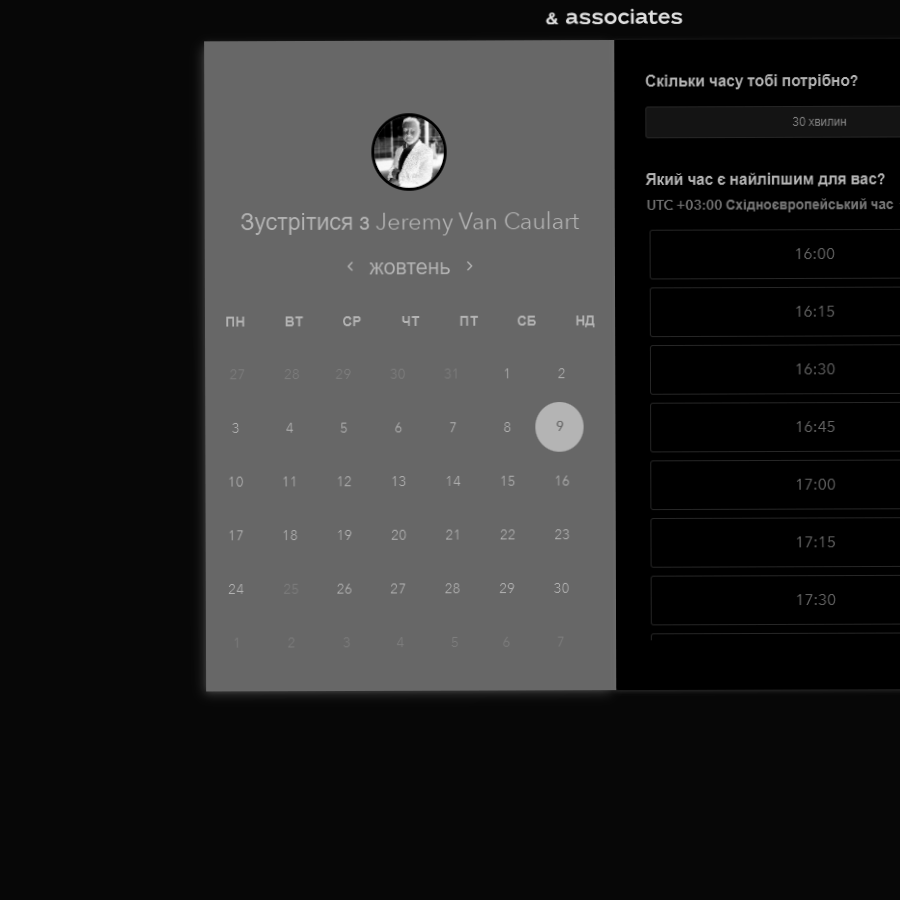 & associates
Зустрітися з Jeremy Van Caulart
жовтень
ПН ВТ СР ЧТ ПТ СБ НД
27 28 29 30 31 1 2
3 4 5 6 7 8 9
10 11 12 13 14 15 16
17 18 19 20 21 22 23
24 25 26 27 28 29 30
1 2 3 4 5 6 7
Скільки часу тобі потрібно?
30 хвилин
Який час є найліпшим для вас?
UTC +03:00 Східноєвропейський час
16:00
16:15
16:30
16:45
17:00
17:15
17:30